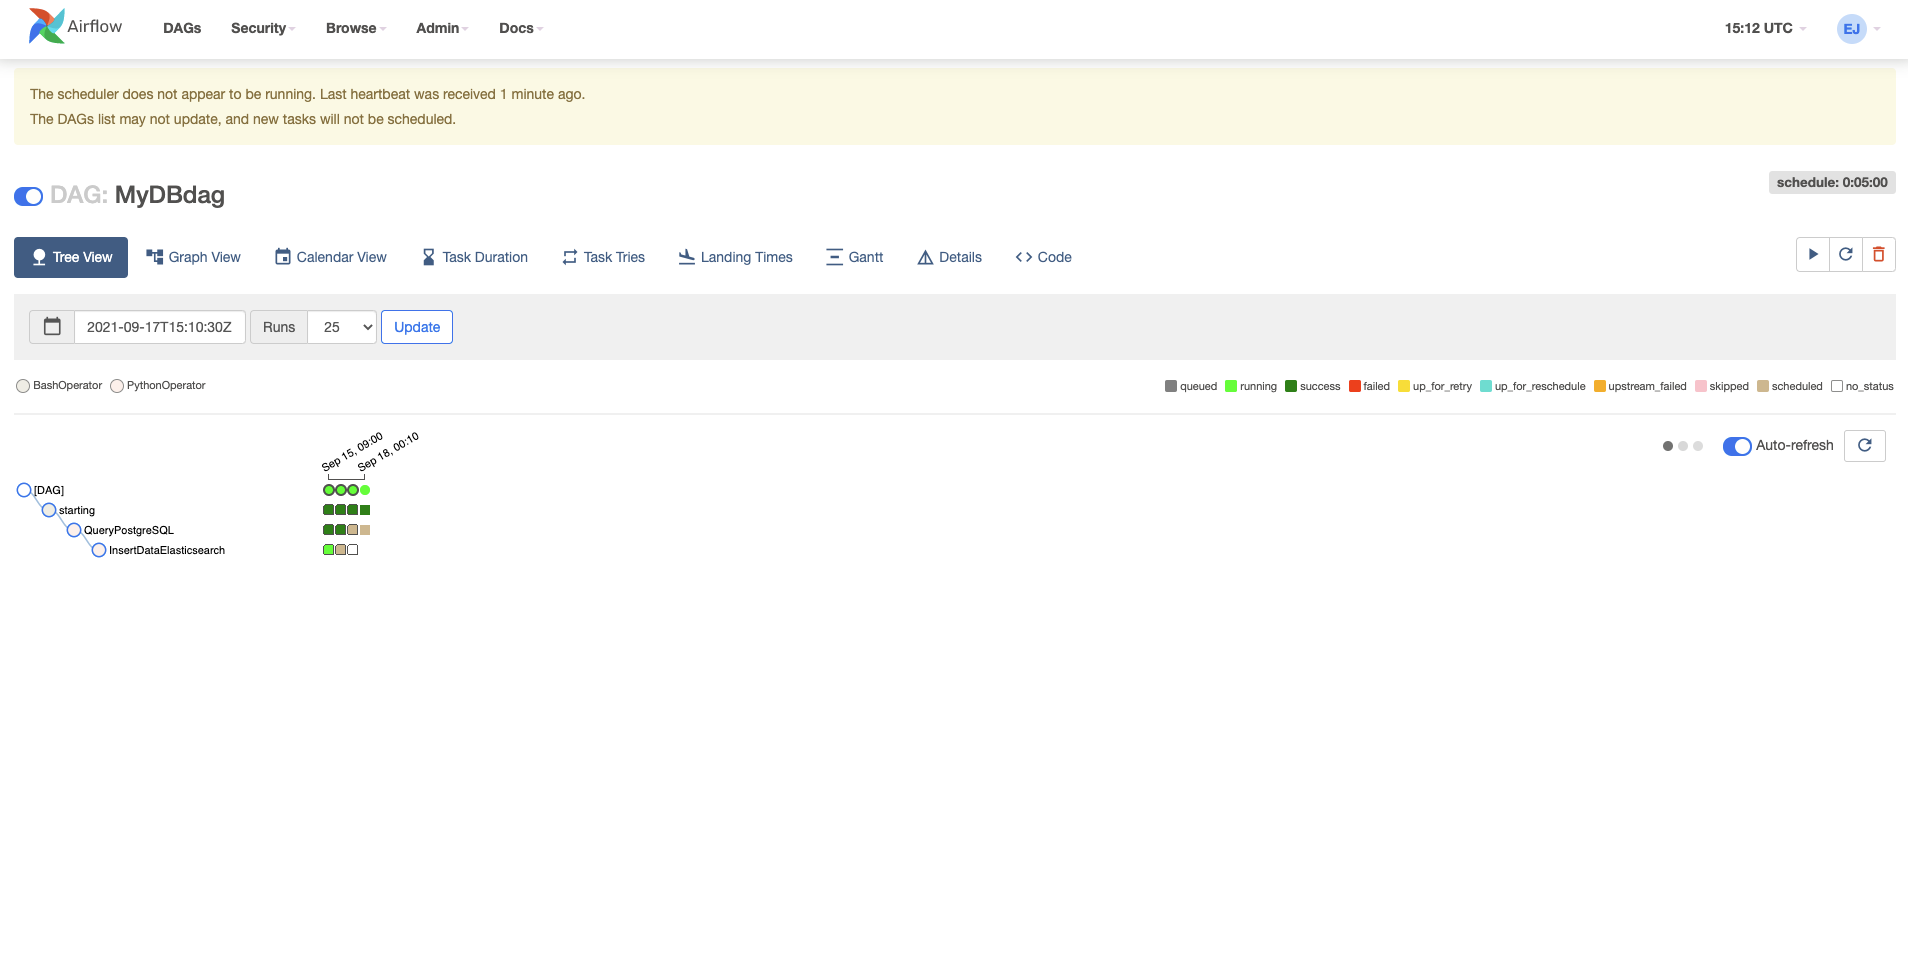 Airflow DAGs Security Browse Admin Docs 15:12 UTC EJ
The scheduler does not appear to be running. Last heartbeat was received 1 minute ago.
The DAGs list may not update, and new tasks will not be scheduled.
DAG: MyDBdag schedule: 0:05:00
Tree View Graph View Calendar View Task Duration Task Tries Landing Times Gantt Details Code
2021-09-17T15:10:30Z Runs 25 Update
BashOperator PythonOperator queued running success failed up_for_retry up_for_reschedule upstream_failed skipped scheduled no_status
Sep 15, 09:00
Sep 18, 00:10
Auto-refresh
[DAG]
starting
QueryPostgreSQL
InsertDataElasticsearch